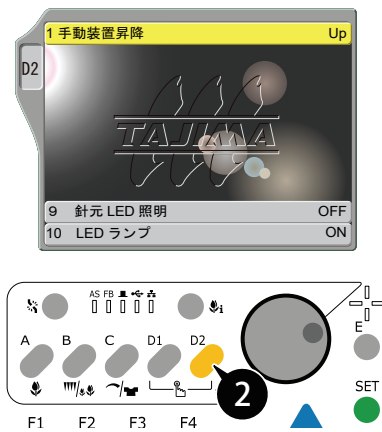 1 手動装置昇降 Up
D2
TAJIMA
9 針元 LED 照明 OFF
10 LED ランプ ON
AS FB
i
E
A B C D1 D2
2
SET
F1 F2 F3 F4